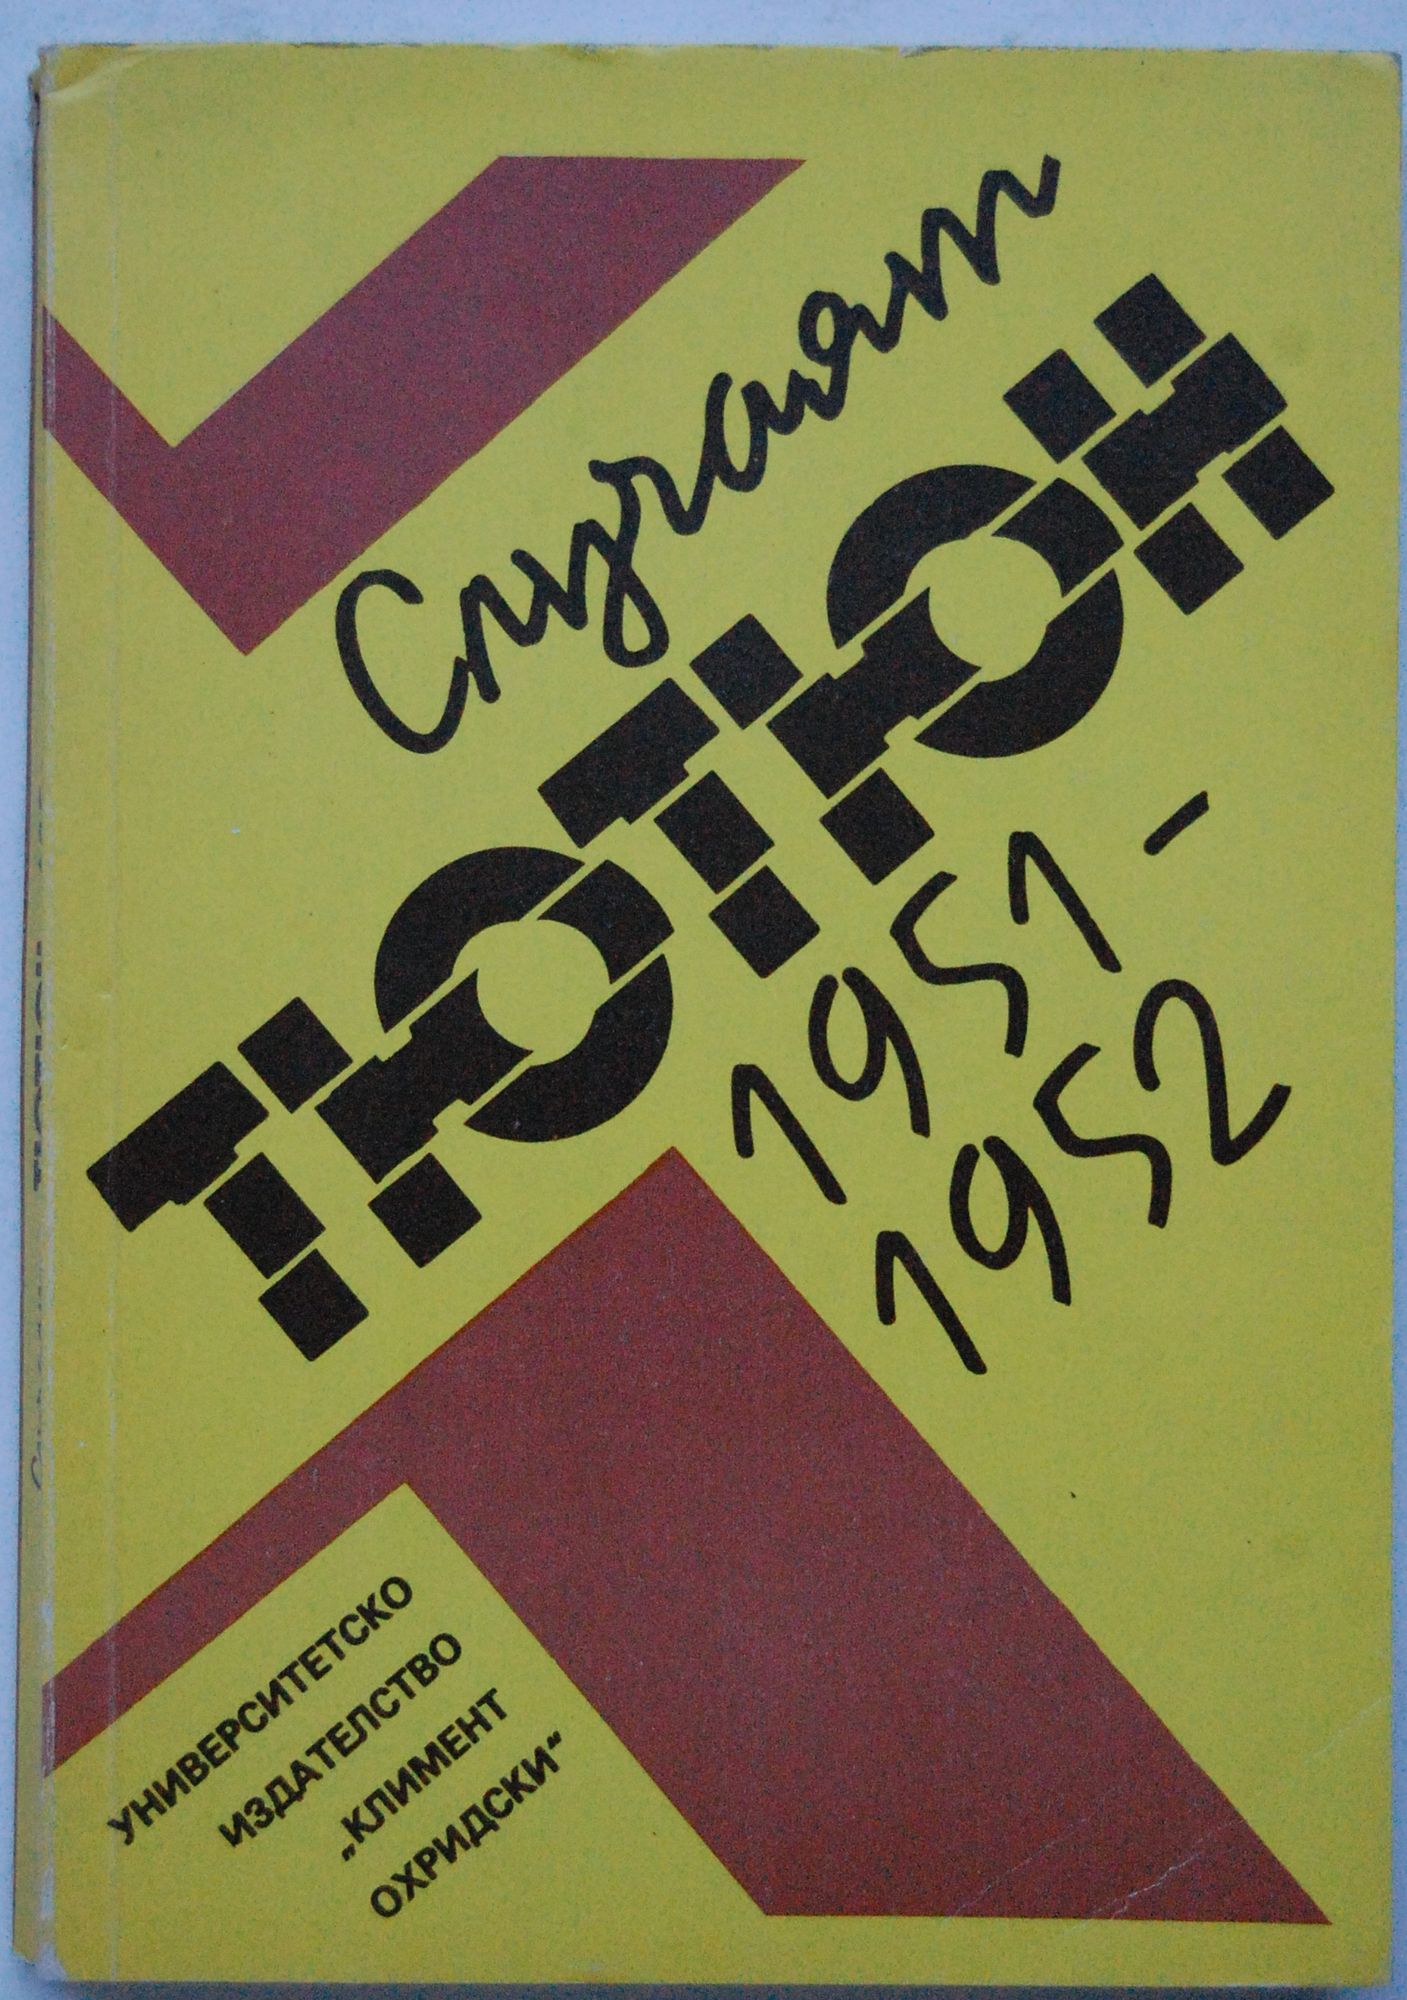 Случаят
ТЮТЮН
1951-
1952
УНИВЕРСИТЕТСКО
ИЗДАТЕЛСТВО
„КЛИМЕНТ
ОХРИДСКИ“